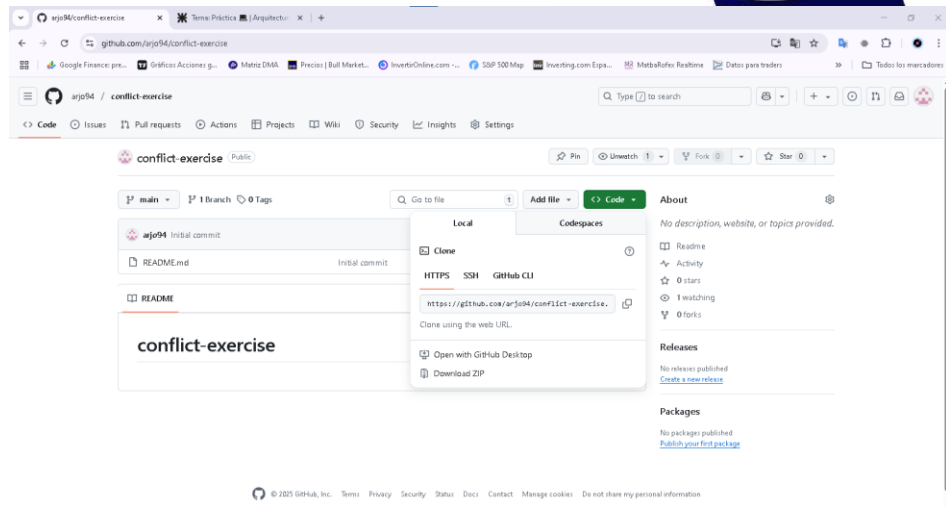 arjo94/conflict-exercise
Tema: Práctica | Arquitectur
github.com/arjo94/conflict-exercise
Google Finance: pre...
Gráficos Acciones g...
Matriz DMA
Precios | Bull Market...
InvertirOnline.com -...
S&P 500 Map
Investing.com Espa...
MatbaRofex Realtime
Datos para traders
»
Todos los marcadores
arjo94 / conflict-exercise
Type / to search
<> Code
Issues
Pull requests
Actions
Projects
Wiki
Security
Insights
Settings
conflict-exercise Public
Pin
Unwatch 1
Fork 0
Star 0
main
1 Branch
0 Tags
Go to file t
Add file
<> Code
arjo94 Initial commit
README.md Initial commit
README
conflict-exercise
Local
Codespaces
Clone
HTTPS SSH GitHub CLI
https://github.com/arjo94/conflict-exercise.
Clone using the web URL.
Open with GitHub Desktop
Download ZIP
About
No description, website, or topics provided.
Readme
Activity
0 stars
1 watching
0 forks
Releases
No releases published
Create a new release
Packages
No packages published
Publish your first package
© 2025 GitHub, Inc. Terms Privacy Security Status Docs Contact Manage cookies Do not share my personal information